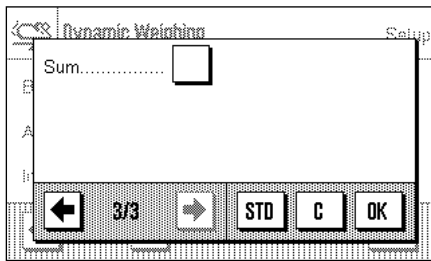 Dynamic Weighing Setup
Sum...............
3/3 STD C OK